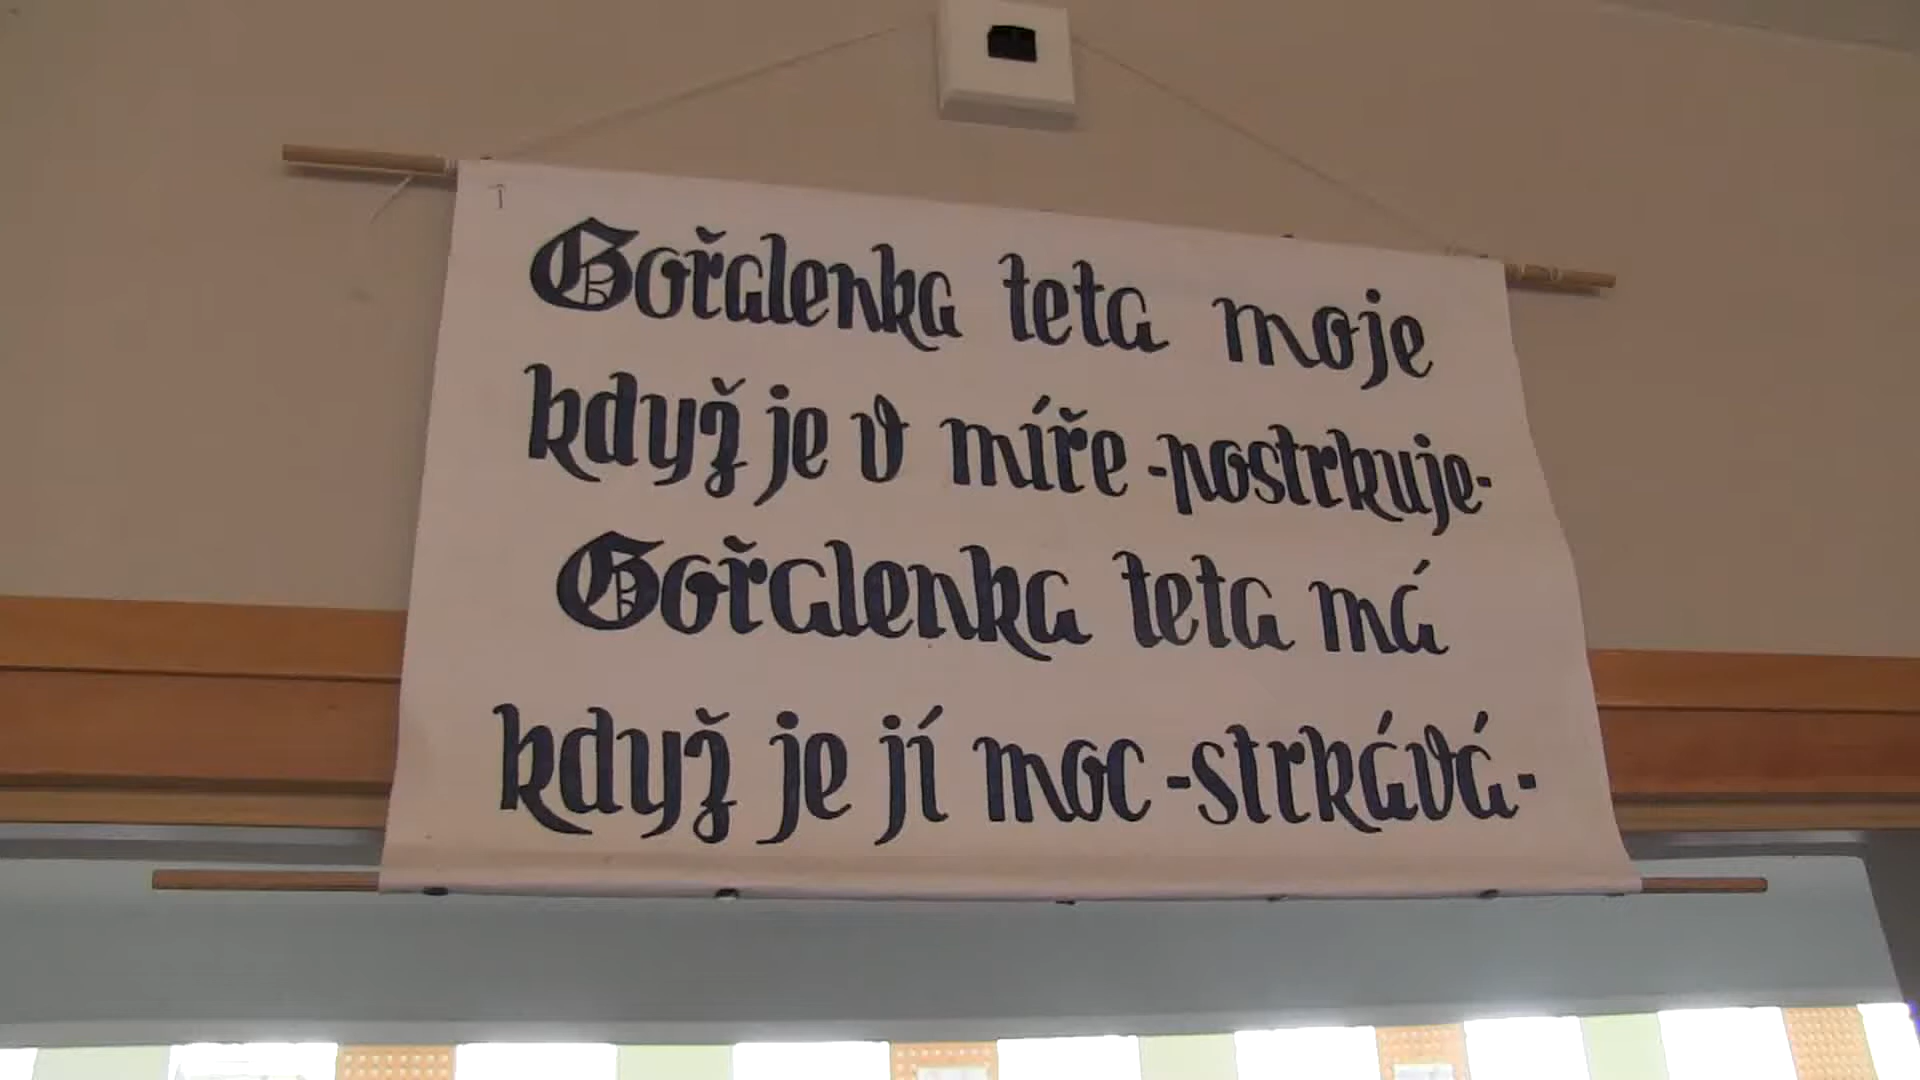 Gořalenka teta moje
když je v míře -postrkuje-
Gořalenka teta má
když je jí moc -strkává-